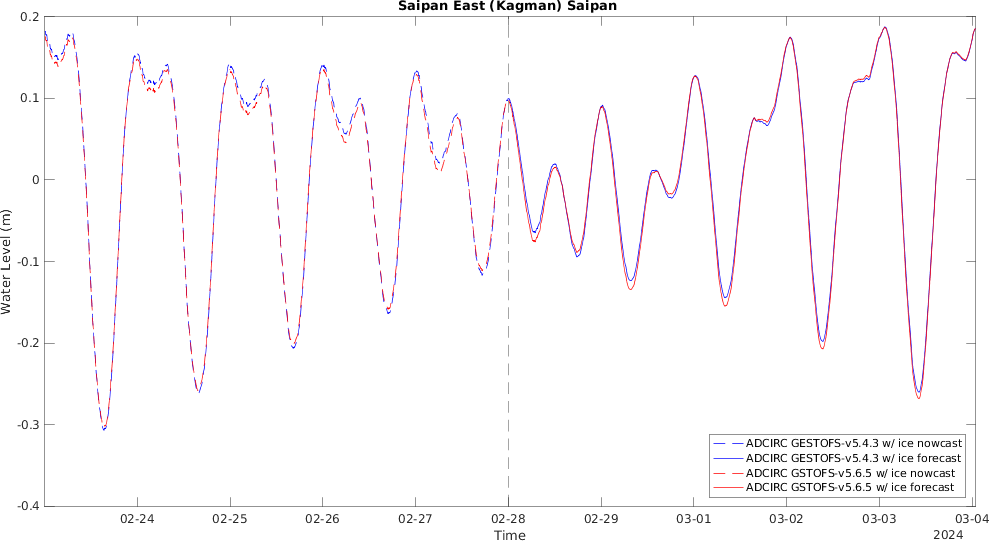 Saipan East (Kagman) Saipan
0.2
0.1
0
-0.1
-0.2
-0.3
-0.4
Water Level (m)
ADCIRC GESTOFS-v5.4.3 w/ ice nowcast
ADCIRC GESTOFS-v5.4.3 w/ ice forecast
ADCIRC GSTOFS-v5.6.5 w/ ice nowcast
ADCIRC GSTOFS-v5.6.5 w/ ice forecast
02-24 02-25 02-26 02-27 02-28 02-29 03-01 03-02 03-03 03-04
Time
2024